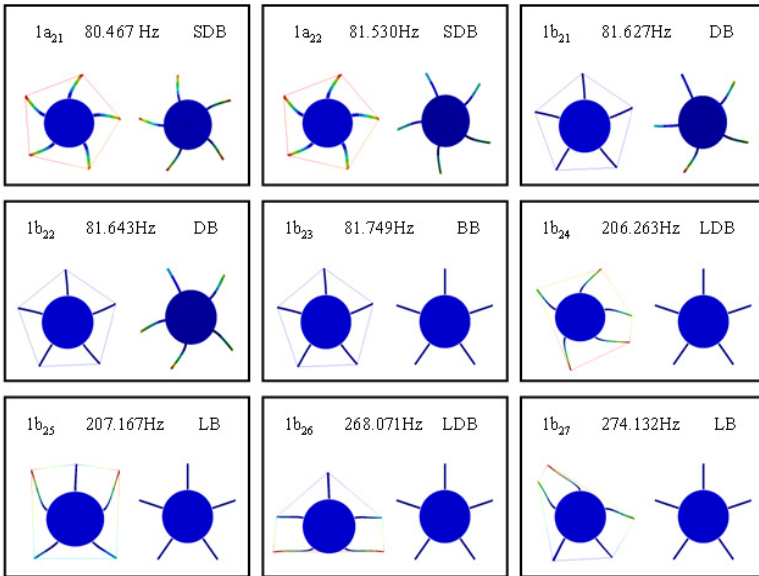 1a21 80.467 Hz SDB
1a22 81.530Hz SDB
1b21 81.627Hz DB
1b22 81.643Hz DB
1b23 81.749Hz BB
1b24 206.263Hz LDB
1b25 207.167Hz LB
1b26 268.071Hz LDB
1b27 274.132Hz LB